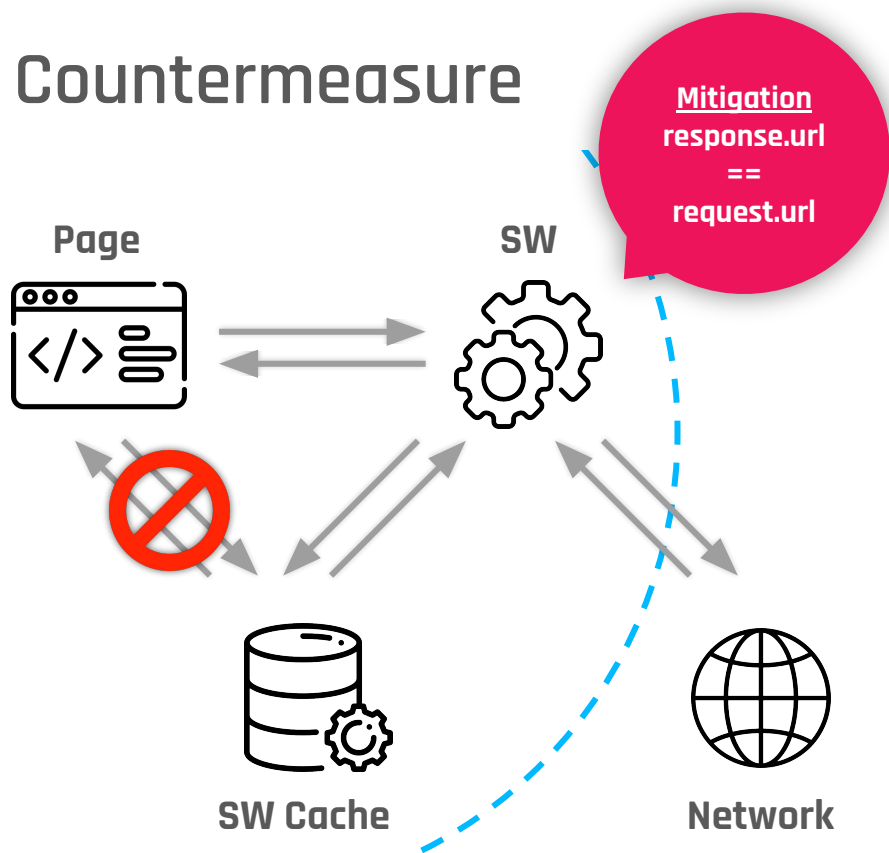 Countermeasure
Mitigation
response.url
==
request.url
Page
SW
</>
SW Cache
Network